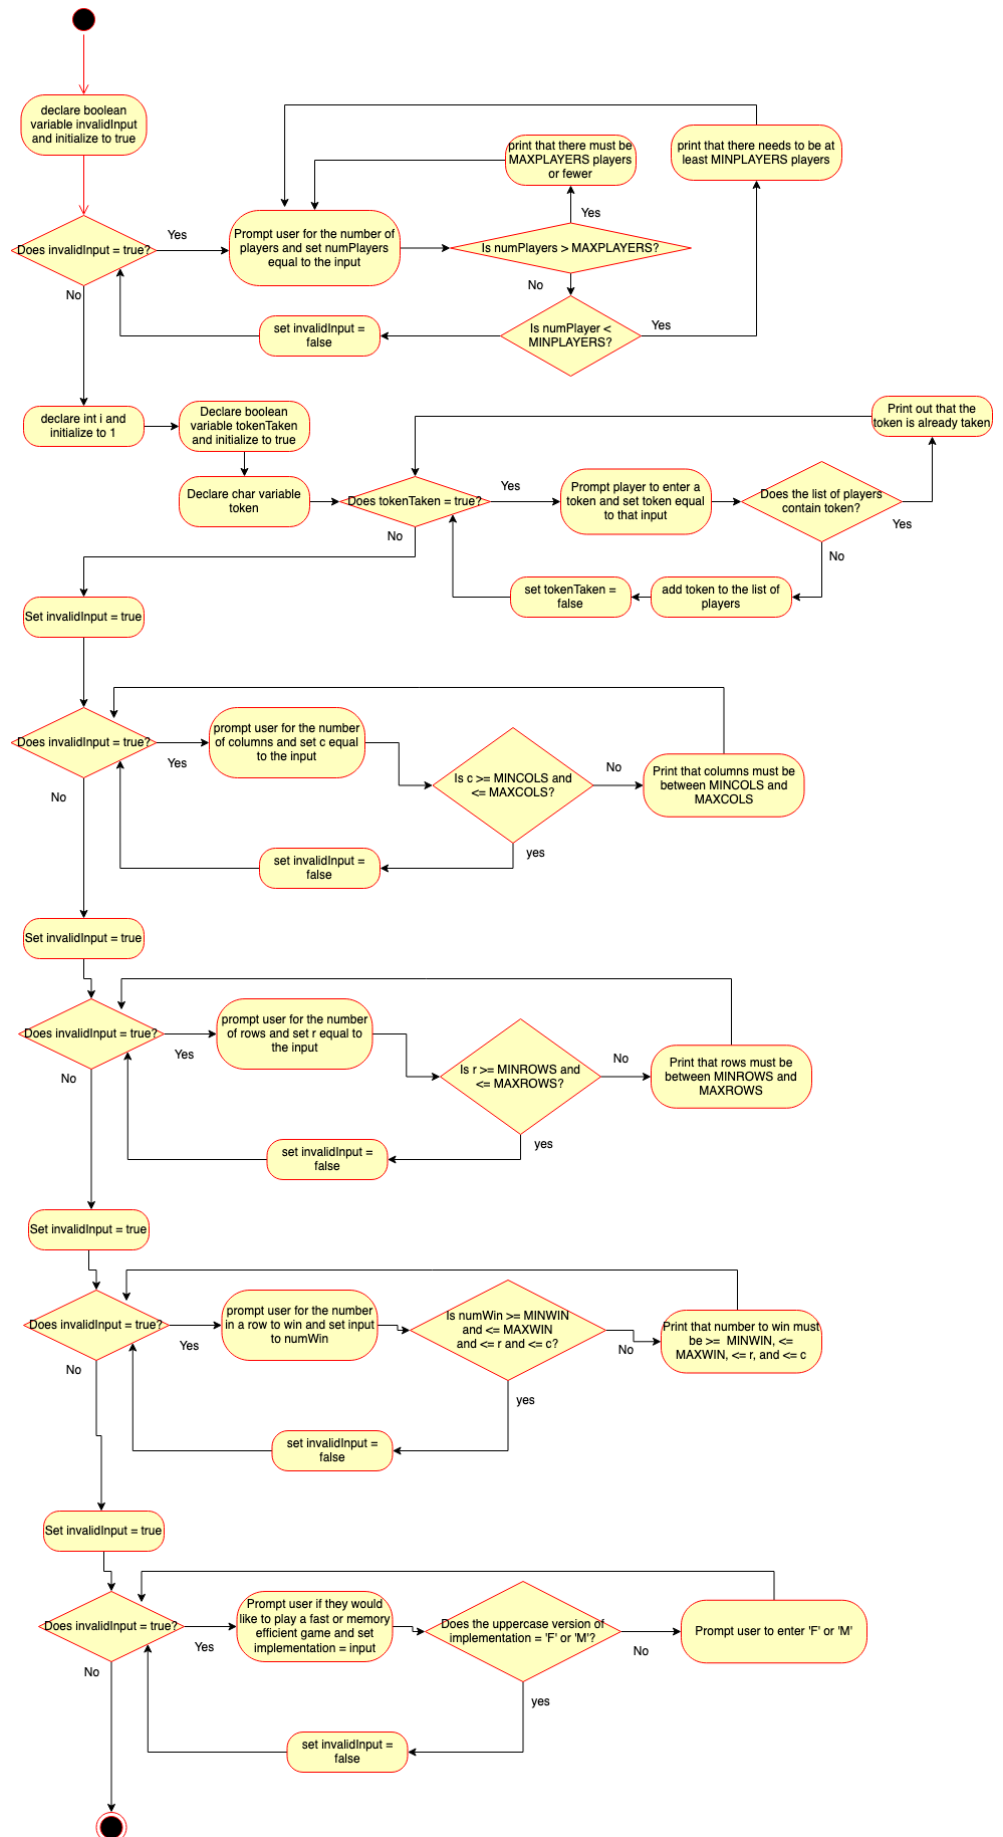 declare boolean
variable invalidInput
and initialize to true
print that there must be
MAXPLAYERS players
or fewer
print that there needs to be at
least MINPLAYERS players
Yes
Does invalidInput = true?
Yes
Prompt user for the number of
players and set numPlayers
equal to the input
Is numPlayers > MAXPLAYERS?
No
No
set invalidInput =
false
Is numPlayer <
MINPLAYERS?
Yes
declare int i and
initialize to 1
Declare boolean
variable tokenTaken
and initialize to true
Print out that the
token is already taken
Declare char variable
token
Does tokenTaken = true?
Yes
Prompt player to enter a
token and set token equal
to that input
Does the list of players
contain token?
Yes
No
No
set tokenTaken =
false
add token to the list of
players
Set invalidInput = true
Does invalidInput = true?
Yes
prompt user for the number
of columns and set c equal
to the input
Is c >= MINCOLS and
<= MAXCOLS?
No
Print that columns must be
between MINCOLS and
MAXCOLS
No
yes
set invalidInput =
false
Set invalidInput = true
Does invalidInput = true?
Yes
prompt user for the number
of rows and set r equal to
the input
Is r >= MINROWS and
<= MAXROWS?
No
Print that rows must be
between MINROWS and
MAXROWS
No
yes
set invalidInput =
false
Set invalidInput = true
Does invalidInput = true?
Yes
prompt user for the number
in a row to win and set input
to numWin
Is numWin >= MINWIN
and <= MAXWIN
and <= r and <= c?
No
Print that number to win must
be >= MINWIN, <=
MAXWIN, <= r, and <= c
No
yes
set invalidInput =
false
Set invalidInput = true
Does invalidInput = true?
Yes
Prompt user if they would
like to play a fast or memory
efficient game and set
implementation = input
Does the uppercase version of
implementation = 'F' or 'M'?
No
Prompt user to enter 'F' or 'M'
No
yes
set invalidInput =
false